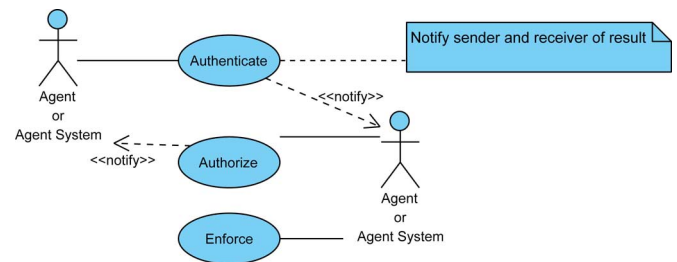 Notify sender and receiver of result
Authenticate
<<notify>>
Agent
or
Agent System
<<notify>>
Authorize
Agent
or
Agent System
Enforce